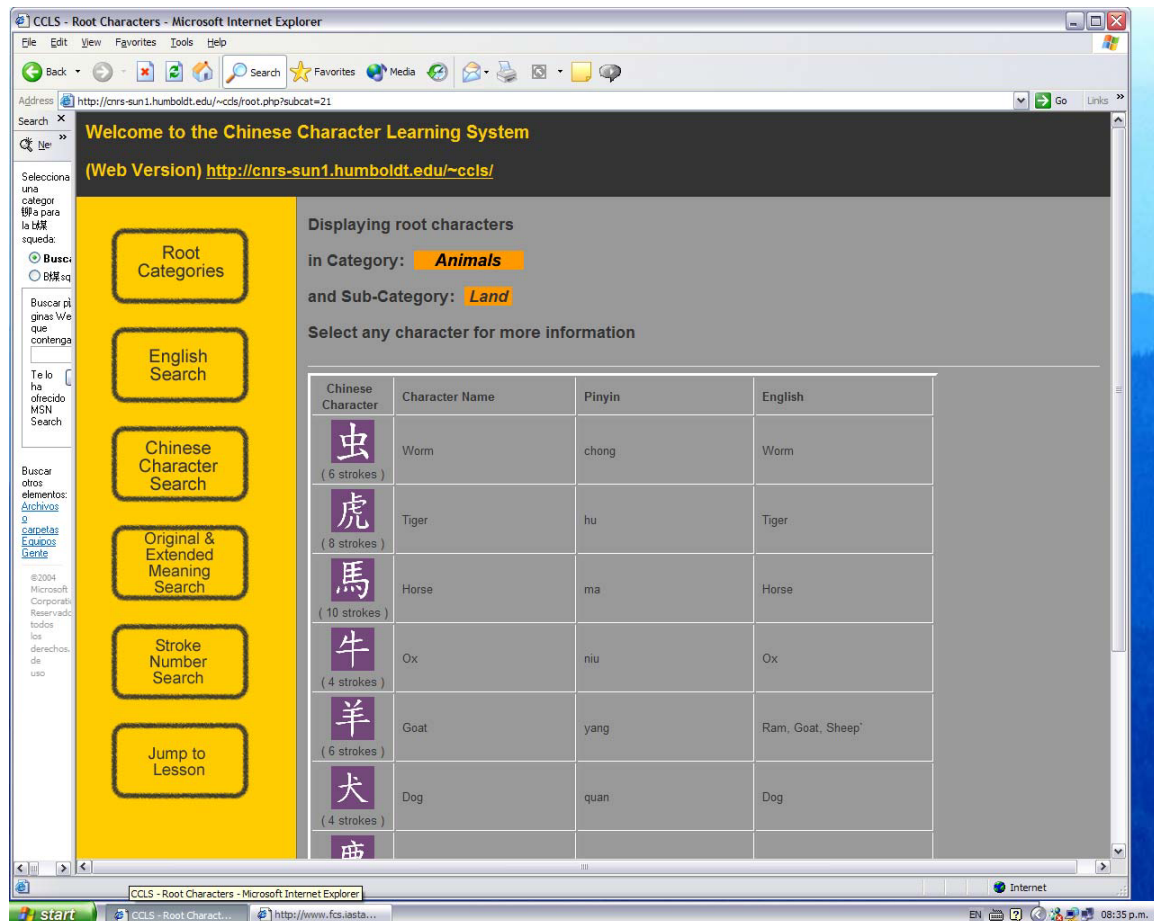 CCLS - Root Characters - Microsoft Internet Explorer
File Edit View Favorites Tools Help
Back Search Favorites Media
Address http://cnrs-sun1.humboldt.edu/~ccls/root.php?subcat=21 Go Links »
Search ×
Ne »
Selecciona
una
categor
a para
la
squeda:
Busca
Buscar
ginas We
que
contenga
Te lo
ha
ofrecido
MSN
Search
Buscar
otros
elementos:
Archivos
o
carpetas
Equipos
Gente
©2004
Microsoft
Corporati
Reservado
todos
los
derechos.
de
uso
Welcome to the Chinese Character Learning System
(Web Version) http://cnrs-sun1.humboldt.edu/~ccls/
Root
Categories
English
Search
Chinese
Character
Search
Original &
Extended
Meaning
Search
Stroke
Number
Search
Jump to
Lesson
Displaying root characters
in Category: Animals
and Sub-Category: Land
Select any character for more information
Chinese Character Character Name Pinyin English
虫 ( 6 strokes ) Worm chong Worm
虎 ( 8 strokes ) Tiger hu Tiger
馬 ( 10 strokes ) Horse ma Horse
牛 ( 4 strokes ) Ox niu Ox
羊 ( 6 strokes ) Goat yang Ram, Goat, Sheep`
犬 ( 4 strokes ) Dog quan Dog
CCLS - Root Characters - Microsoft Internet Explorer
Internet
start CCLS - Root Charact... http://www.fcs.iasta... EN 08:35 p.m.